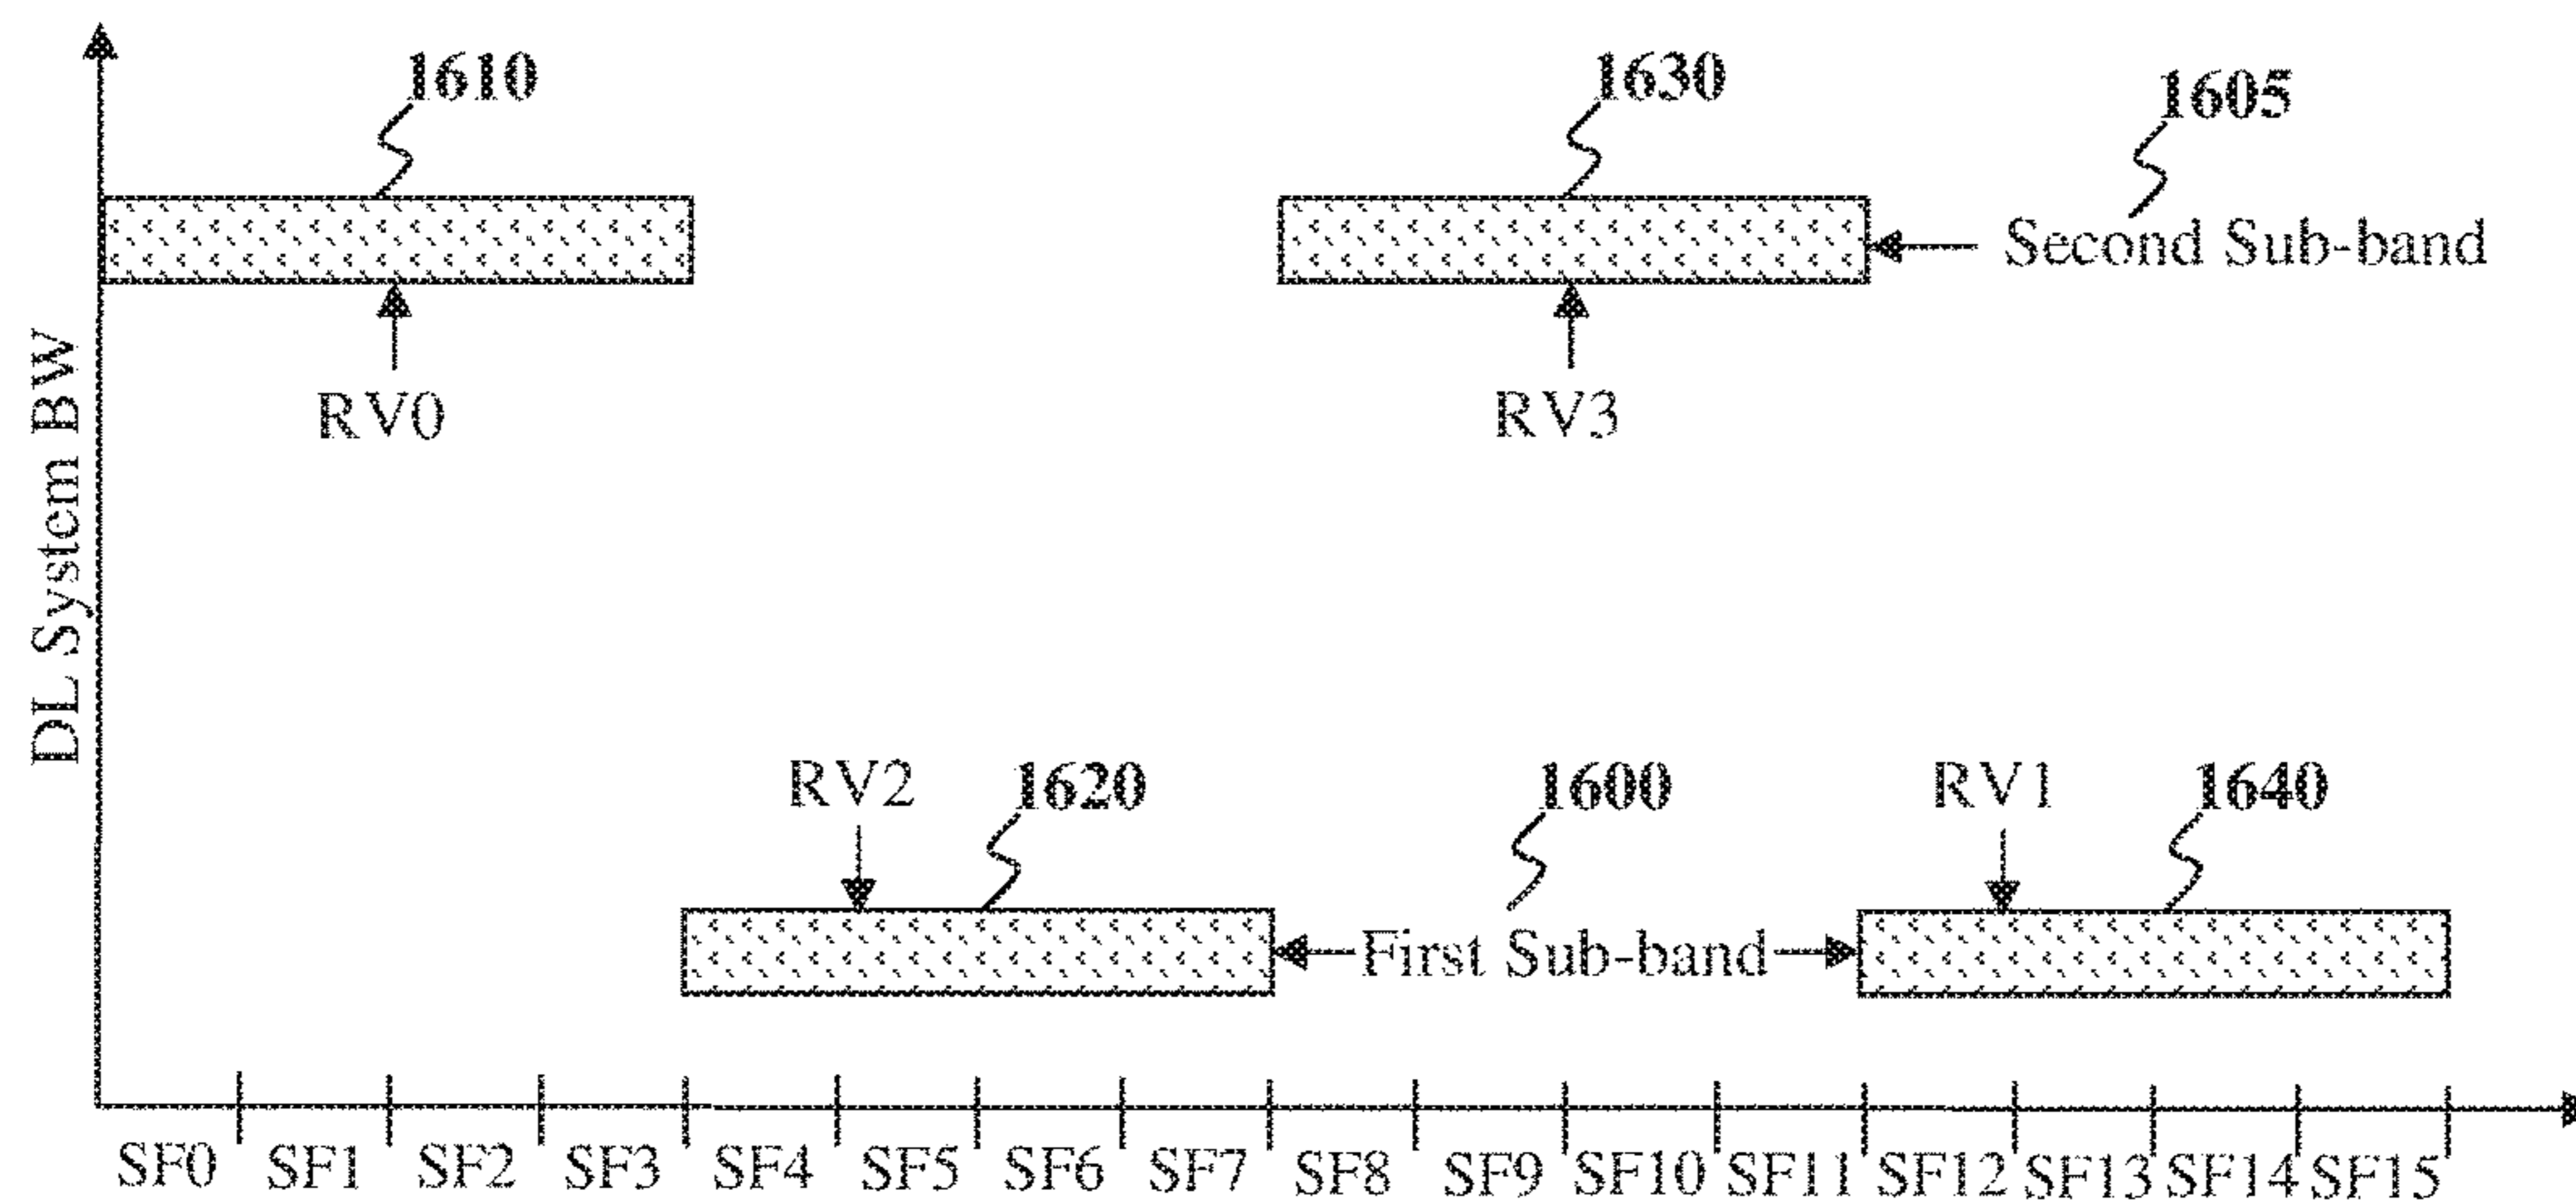 1610
1630
1605
Second Sub-band
RV0
RV3
DL System BW
RV2
1620
1600
RV1
1640
First Sub-band
SF0 SF1 SF2 SF3 SF4 SF5 SF6 SF7 SF8 SF9 SF10 SF11 SF12 SF13 SF14 SF15